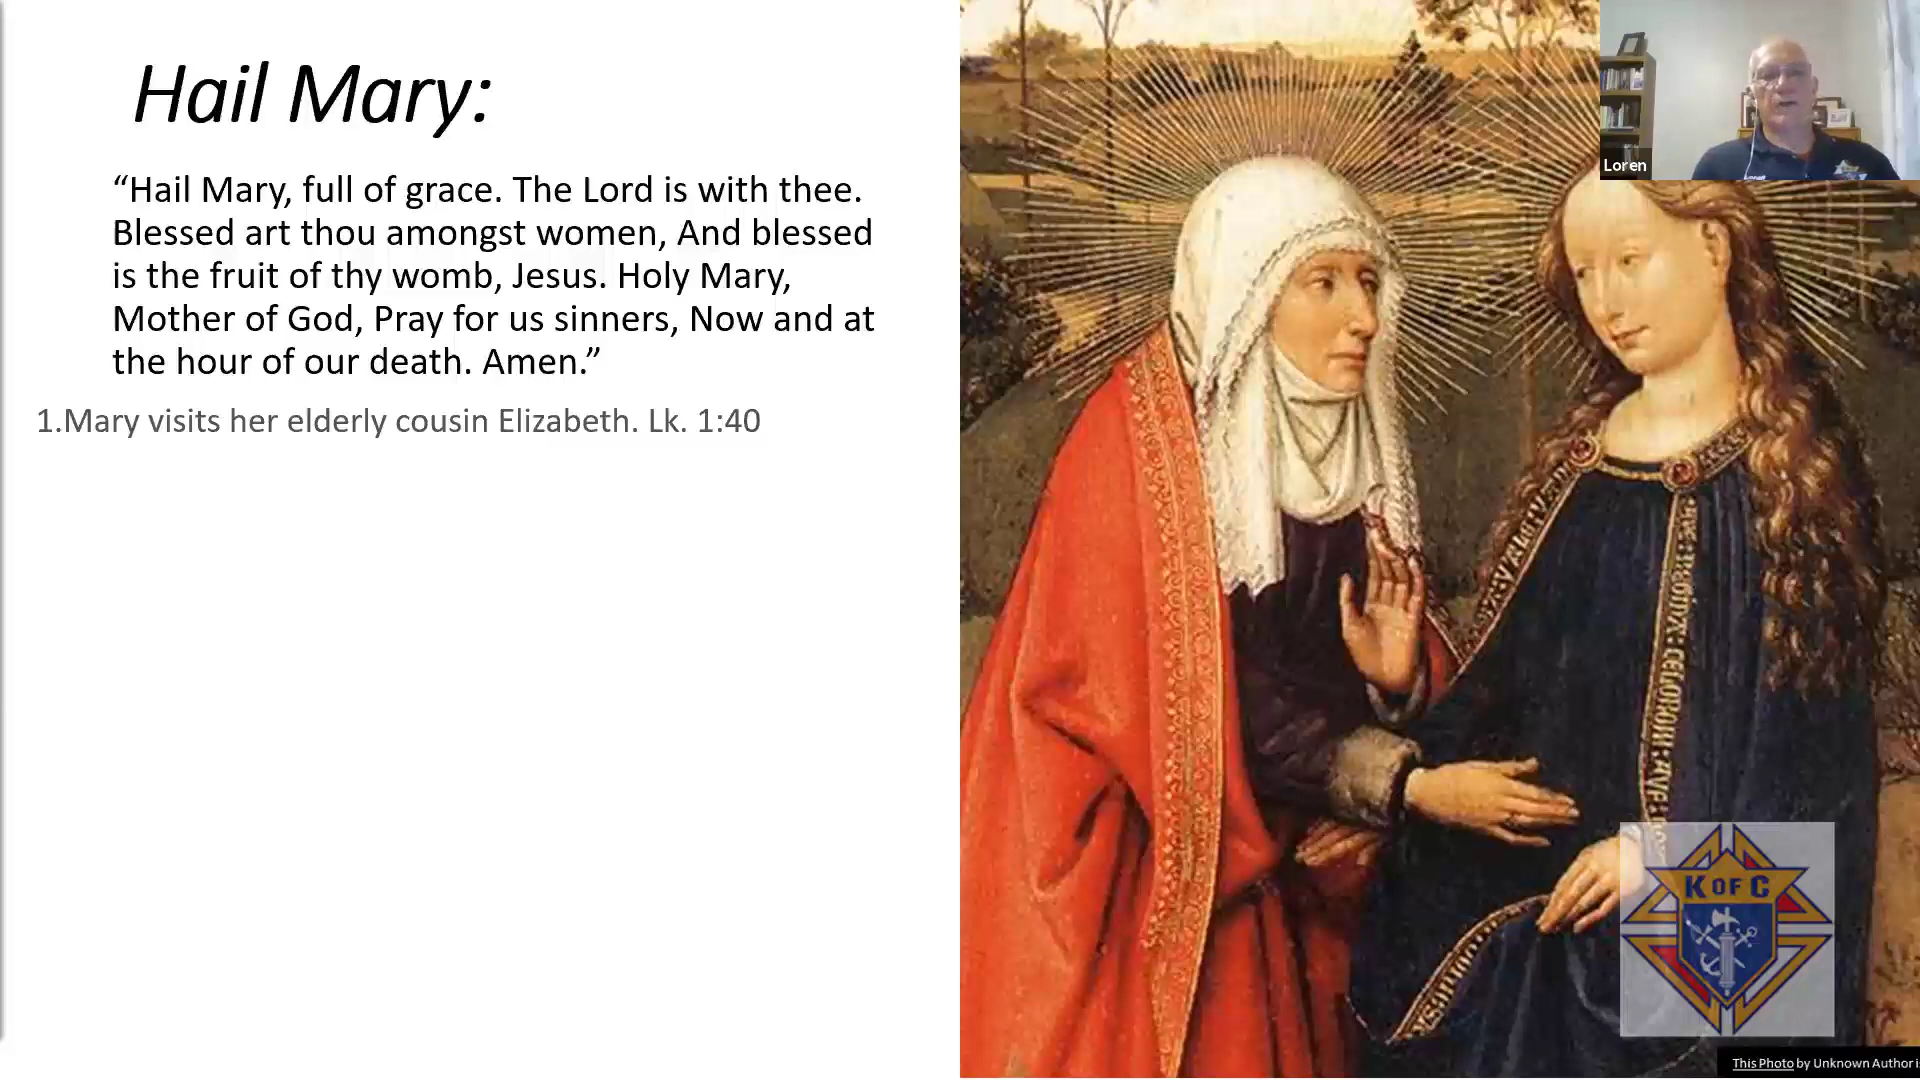 Hail Mary:
“Hail Mary, full of grace. The Lord is with thee.
Blessed art thou amongst women, And blessed
is the fruit of thy womb, Jesus. Holy Mary,
Mother of God, Pray for us sinners, Now and at
the hour of our death. Amen.”
1.Mary visits her elderly cousin Elizabeth. Lk. 1:40
Loren
K OF C
This Photo by Unknown Author i